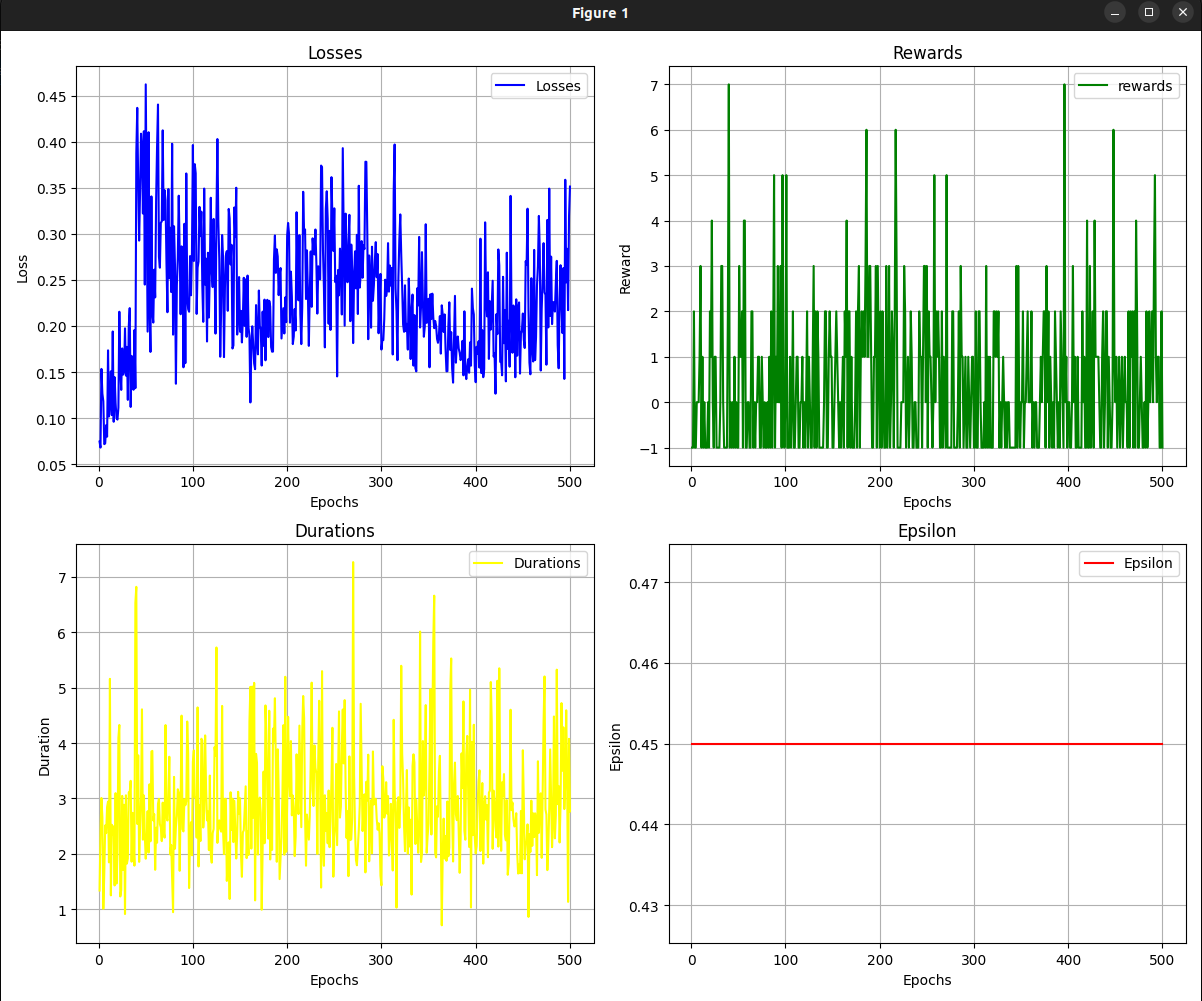 Figure 1
Losses
Losses
0.45
0.40
0.35
0.30
0.25
0.20
0.15
0.10
0.05
Loss
0 100 200 300 400 500
Epochs
Rewards
rewards
7
6
5
4
3
2
1
0
−1
Reward
0 100 200 300 400 500
Epochs
Durations
Durations
7
6
5
4
3
2
1
Duration
0 100 200 300 400 500
Epochs
Epsilon
Epsilon
0.47
0.46
0.45
0.44
0.43
Epsilon
0 100 200 300 400 500
Epochs